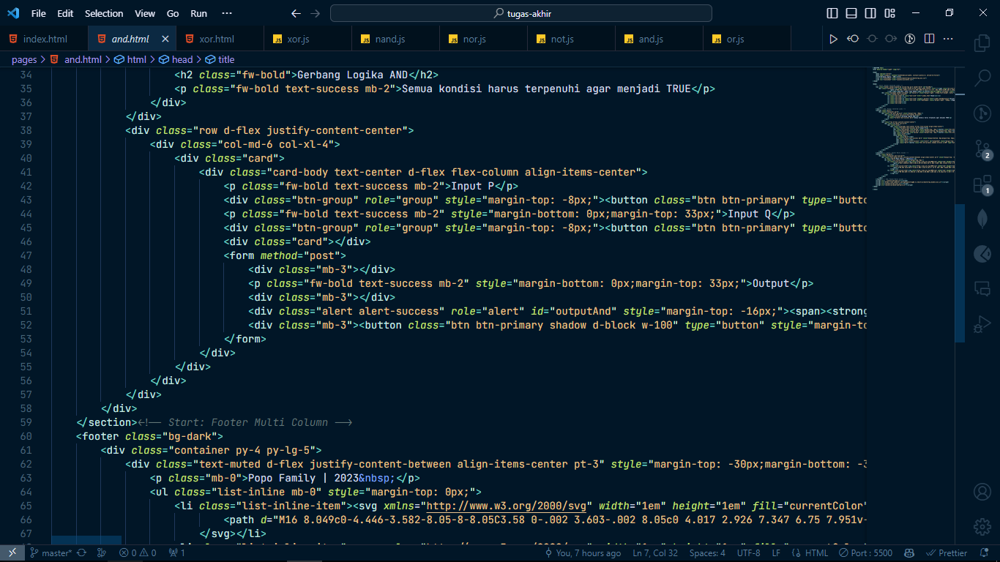 File Edit Selection View Go Run ··· tugas-akhir
index.html and.html xor.html xor.js nand.js nor.js not.js and.js or.js
pages > and.html > html > head > title
34 <h2 class="fw-bold">Gerbang Logika AND</h2>
35 <p class="fw-bold text-success mb-2">Semua kondisi harus terpenuhi agar menjadi TRUE</p>
36 </div>
37 </div>
38 <div class="row d-flex justify-content-center">
39 <div class="col-md-6 col-xl-4">
40 <div class="card">
41 <div class="card-body text-center d-flex flex-column align-items-center">
42 <p class="fw-bold text-success mb-2">Input P</p>
43 <div class="btn-group" role="group" style="margin-top: -8px;"><button class="btn btn-primary" type="butto
44 <p class="fw-bold text-success mb-2" style="margin-bottom: 0px;margin-top: 33px;">Input Q</p>
45 <div class="btn-group" role="group" style="margin-top: -8px;"><button class="btn btn-primary" type="butto
46 <div class="card"></div>
47 <form method="post">
48 <div class="mb-3"></div>
49 <p class="fw-bold text-success mb-2" style="margin-bottom: 0px;margin-top: 33px;">Output</p>
50 <div class="mb-3"></div>
51 <div class="alert alert-success" role="alert" id="outputAnd" style="margin-top: -16px;"><span><strong
52 <div class="mb-3"><button class="btn btn-primary shadow d-block w-100" type="button" style="margin-to
53 </form>
54 </div>
55 </div>
56 </div>
57 </div>
58 </div>
59 </section><!-- Start: Footer Multi Column -->
60 <footer class="bg-dark">
61 <div class="container py-4 py-lg-5">
62 <div class="text-muted d-flex justify-content-between align-items-center pt-3" style="margin-top: -30px;margin-bottom: -3
63 <p class="mb-0">Popo Family | 2023&nbsp;</p>
64 <ul class="list-inline mb-0" style="margin-top: 0px;">
65 <li class="list-inline-item"><svg xmlns="http://www.w3.org/2000/svg" width="1em" height="1em" fill="currentColor"
66 <path d="M16 8.049c0-4.446-3.582-8.05-8-8.05C3.58 0-.002 3.603-.002 8.05c0 4.017 2.926 7.347 6.75 7.951v-
67 </svg></li>
2
1
master* 0 0 1 You, 7 hours ago Ln 7, Col 32 Spaces: 4 UTF-8 LF HTML Port : 5500 Prettier